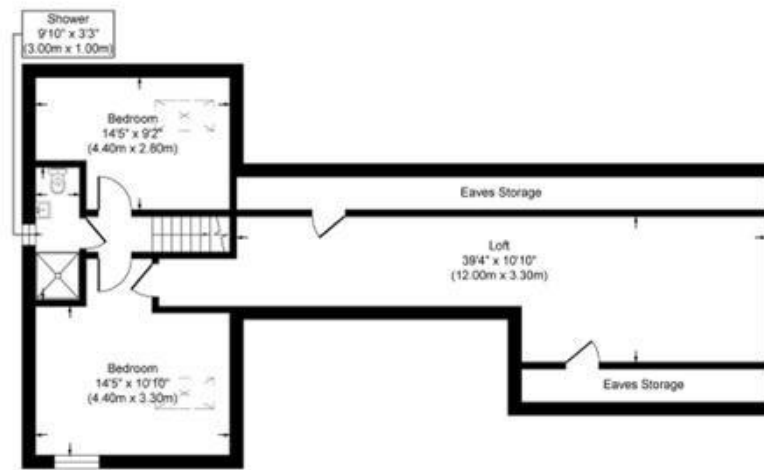 Shower
9'10" x 3'3"
(3.00m x 1.00m)
Bedroom
14'5" x 9'2"
(4.40m x 2.80m)
Eaves Storage
Loft
39'4" x 10'10"
(12.00m x 3.30m)
Bedroom
14'5" x 10'10"
(4.40m x 3.30m)
Eaves Storage